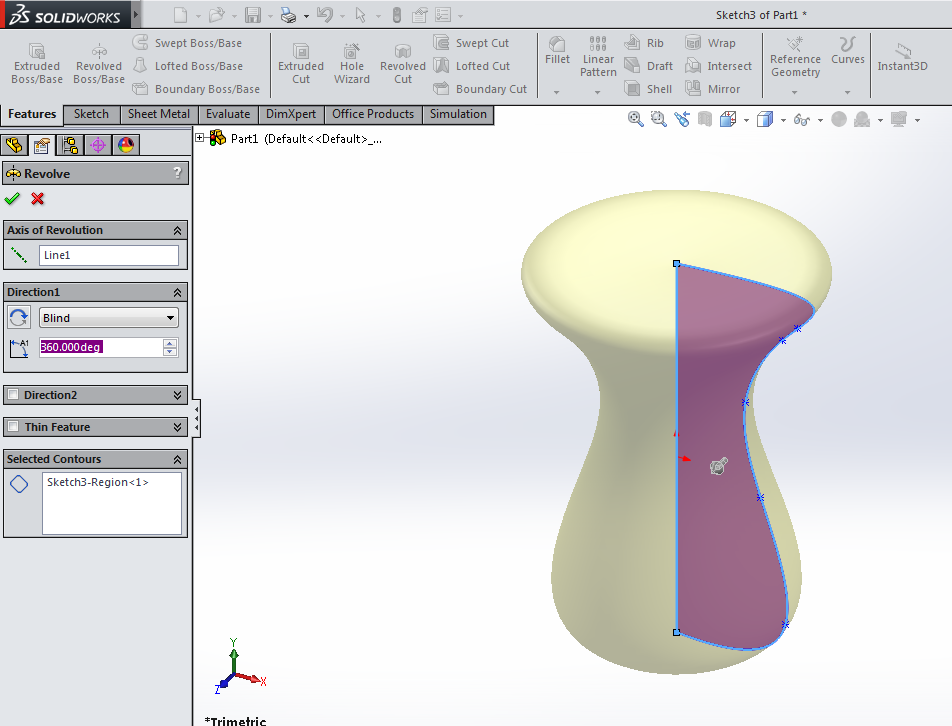 SOLIDWORKS
Sketch3 of Part1 *
Extruded Boss/Base
Revolved Boss/Base
Swept Boss/Base
Lofted Boss/Base
Boundary Boss/Base
Extruded Cut
Hole Wizard
Revolved Cut
Swept Cut
Lofted Cut
Boundary Cut
Fillet
Linear Pattern
Rib
Draft
Shell
Wrap
Intersect
Mirror
Reference Geometry
Curves
Instant3D
Features Sketch Sheet Metal Evaluate DimXpert Office Products Simulation
Part1 (Default<<Default>_...
Revolve ?
Axis of Revolution
Line1
Direction1
Blind
A1
360.000deg
Direction2
Thin Feature
Selected Contours
Sketch3-Region<1>
Y
X
Z
*Trimetric